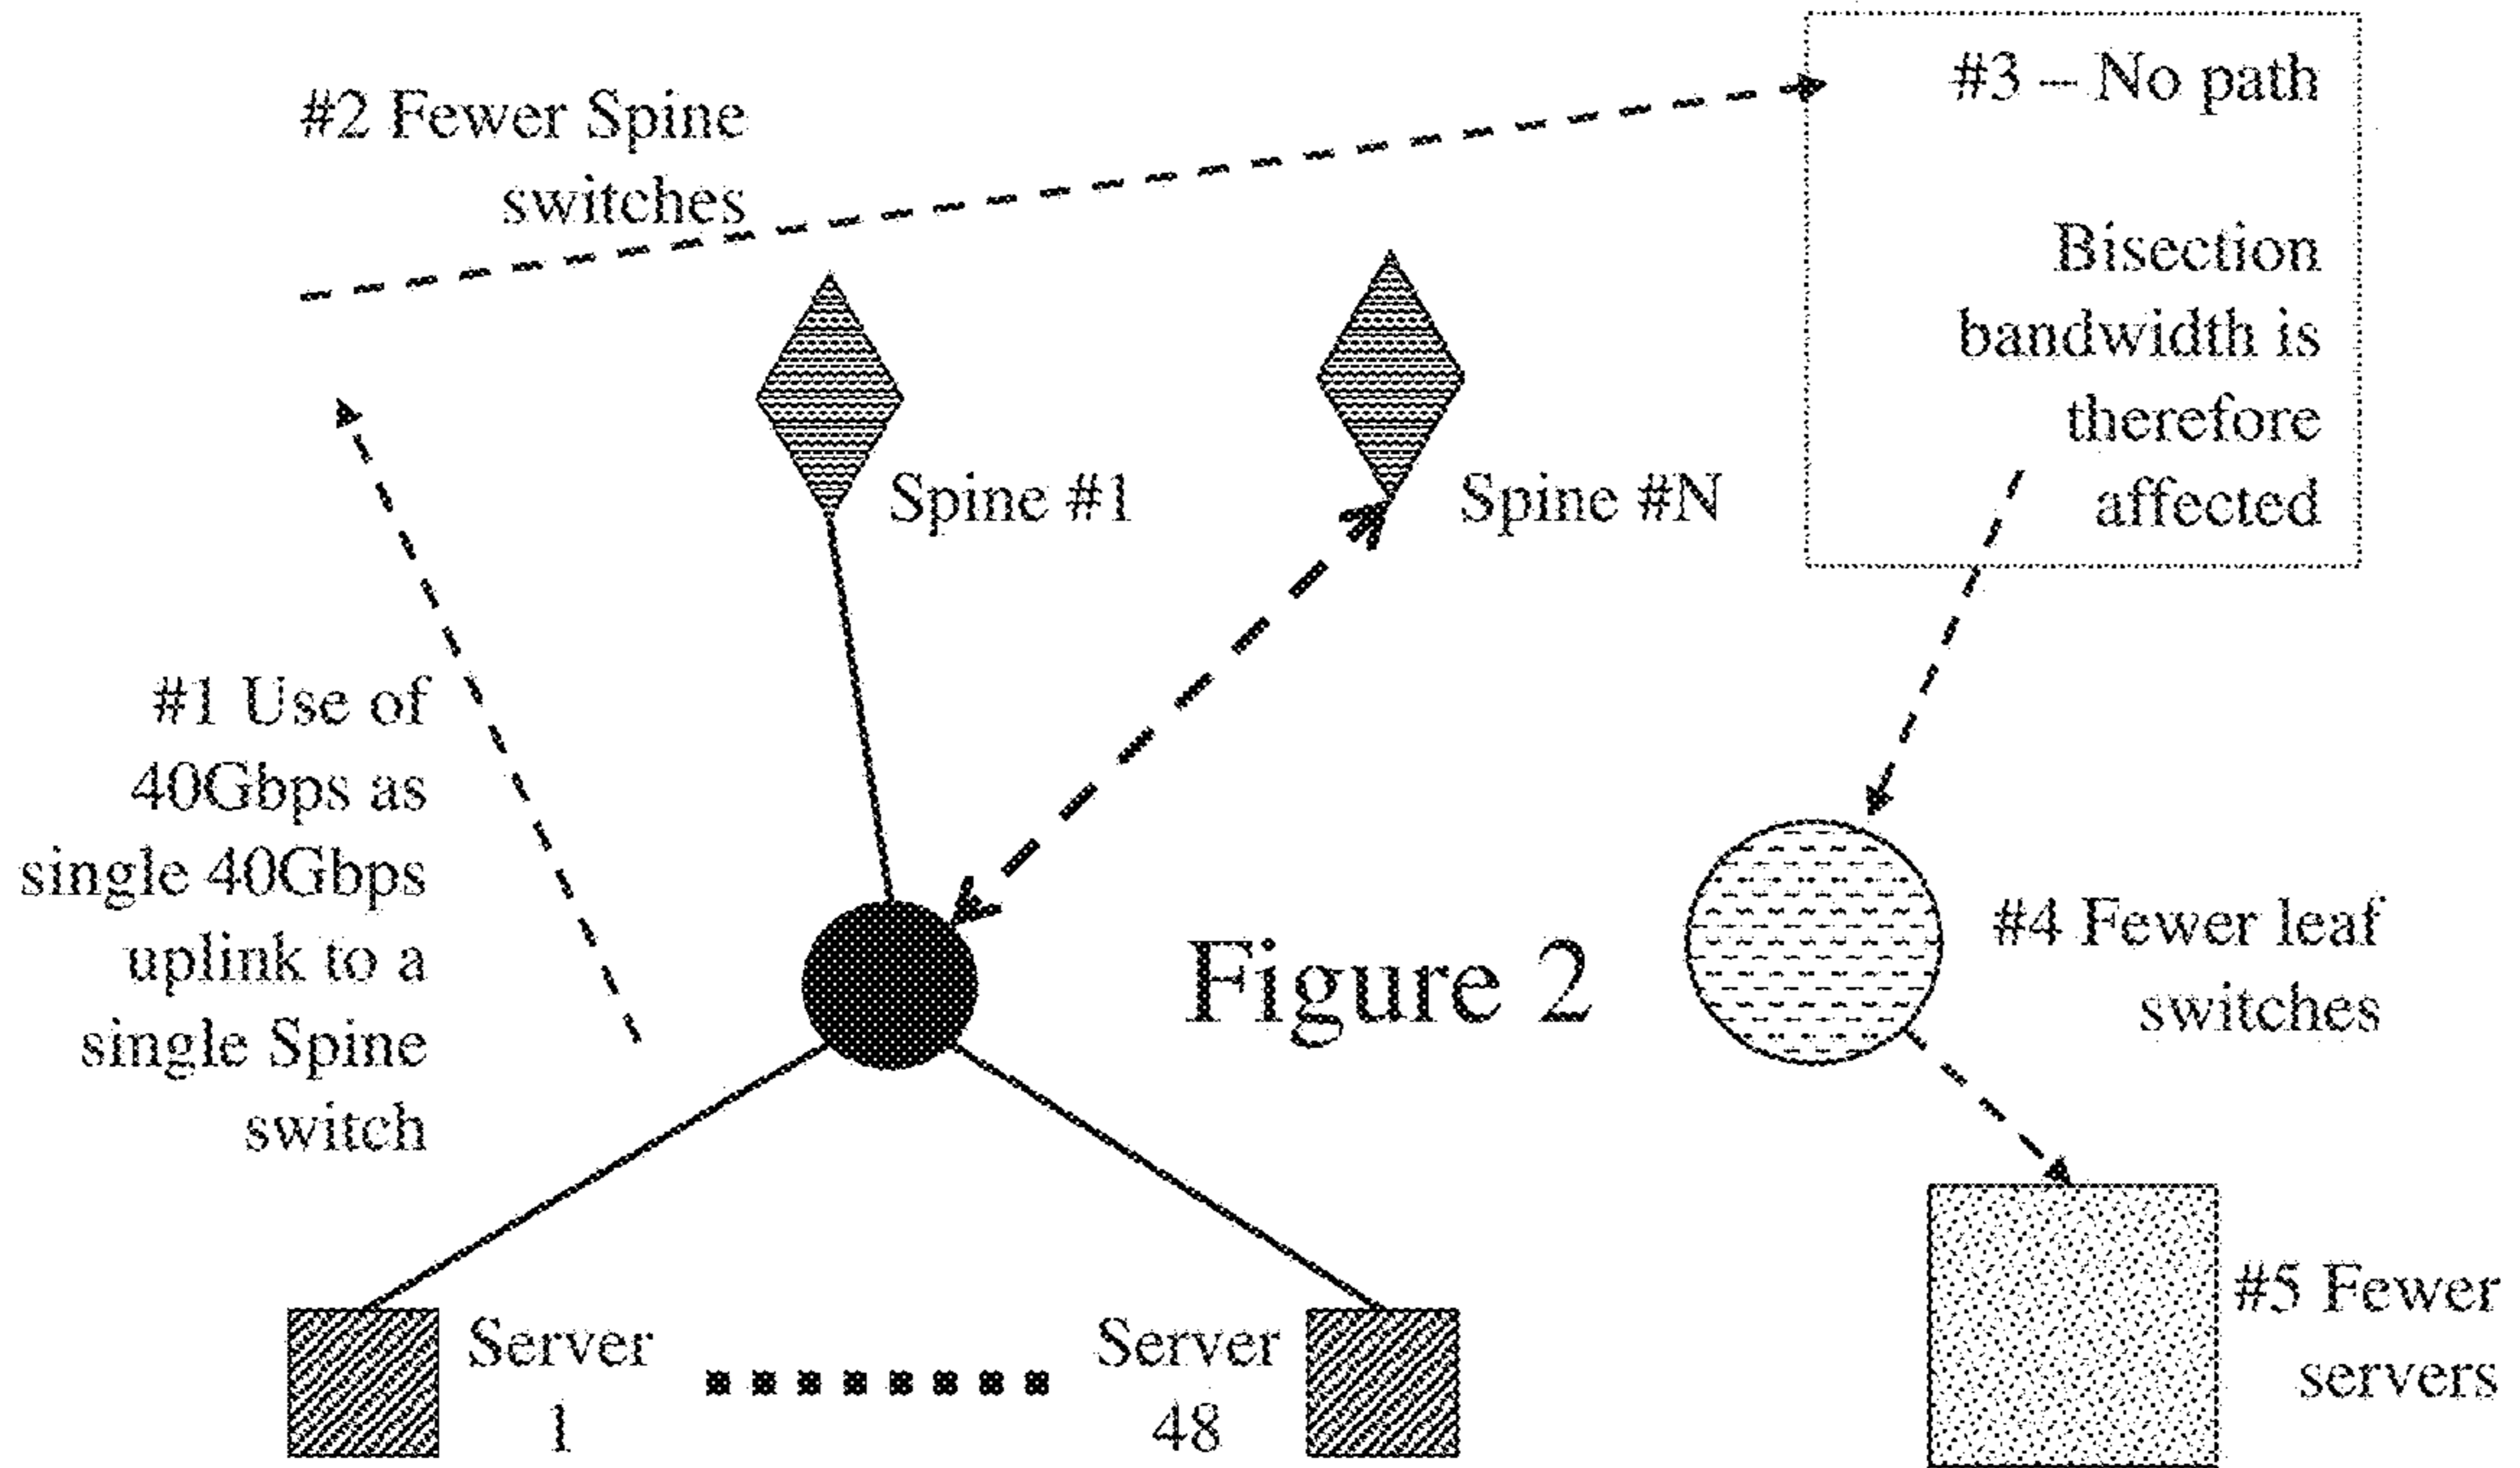 #2 Fewer Spine
switches
#3 – No path
Bisection
bandwidth is
therefore
affected
Spine #1
Spine #N
#1 Use of
40Gbps as
single 40Gbps
uplink to a
single Spine
switch
Figure 2
#4 Fewer leaf
switches
Server
1
Server
48
#5 Fewer
servers